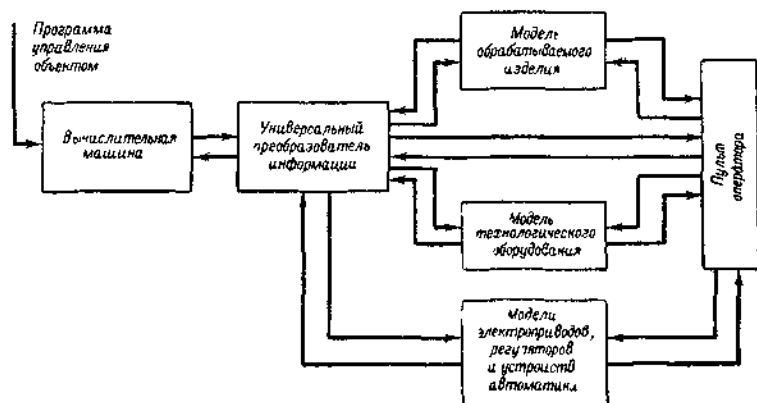 Программа
управления
объектом
Вычислительная
машина
Универсальный
преобразователь
информации
Модель
обрабатываемого
изделия
Модель
технологического
оборудования
Модели
электроприводов,
регуляторов
и устройств
автоматики
Пульт
оператора